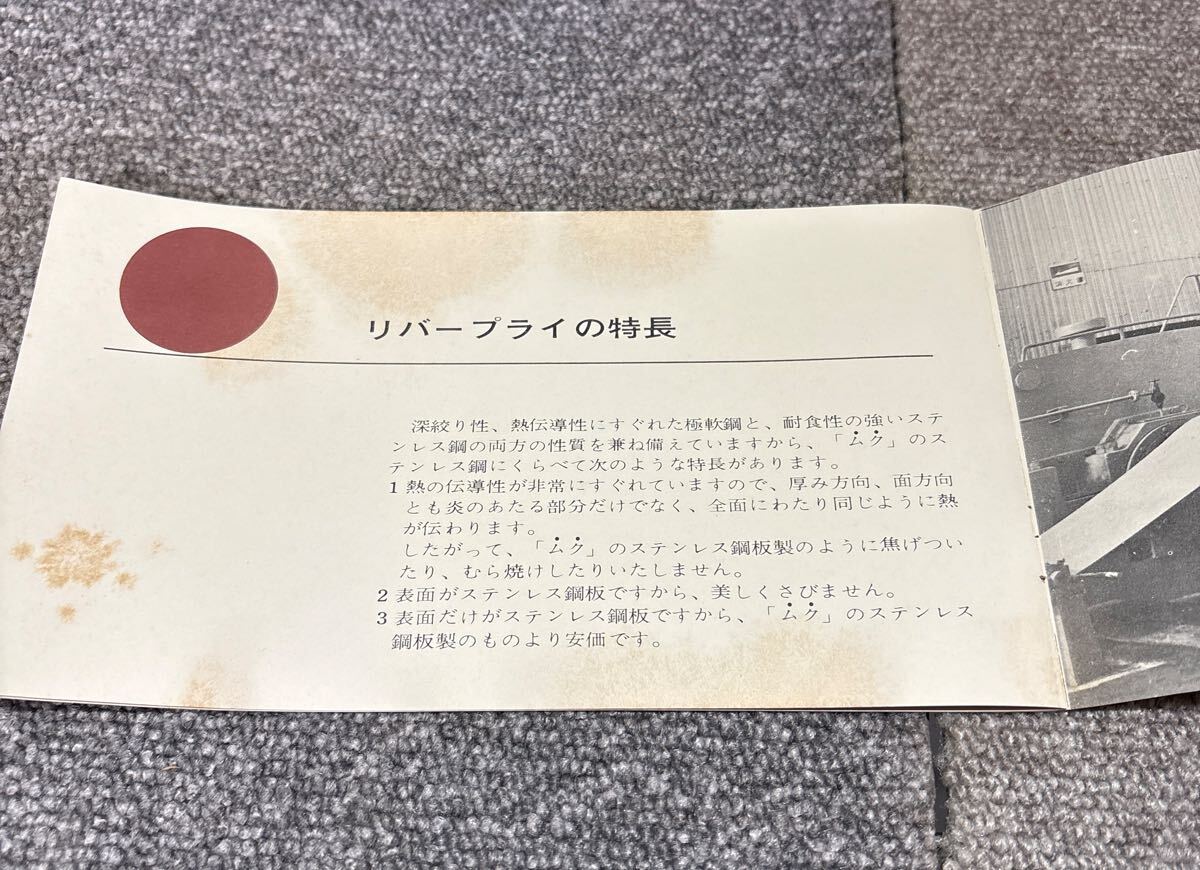 リバープライの特長
深絞り性、熱伝導性にすぐれた極軟鋼と、耐食性の強いステ
ンレス鋼の両方の性質を兼ね備えていますから、「ムク」のス
テンレス鋼にくらべて次のような特長があります。
1 熱の伝導性が非常にすぐれていますので、厚み方向、面方向
とも炎のあたる部分だけでなく、全面にわたり同じように熱
が伝わります。
したがって、「ムク」のステンレス鋼板製のように焦げつい
たり、むら焼けしたりいたしません。
2 表面がステンレス鋼板ですから、美しくさびません。
3 表面だけがステンレス鋼板ですから、「ムク」のステンレス
鋼板製のものより安価です。